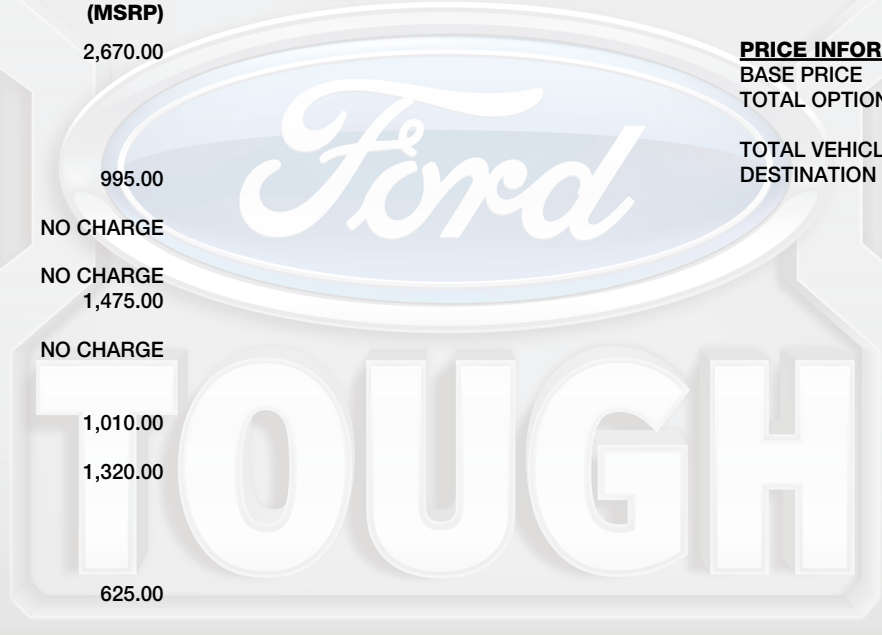 (MSRP)
2,670.00
995.00
NO CHARGE
NO CHARGE
1,475.00
NO CHARGE
1,010.00
1,320.00
625.00
PRICE INFOR
BASE PRICE
TOTAL OPTION
TOTAL VEHICL
DESTINATION
Ford
TOUGH